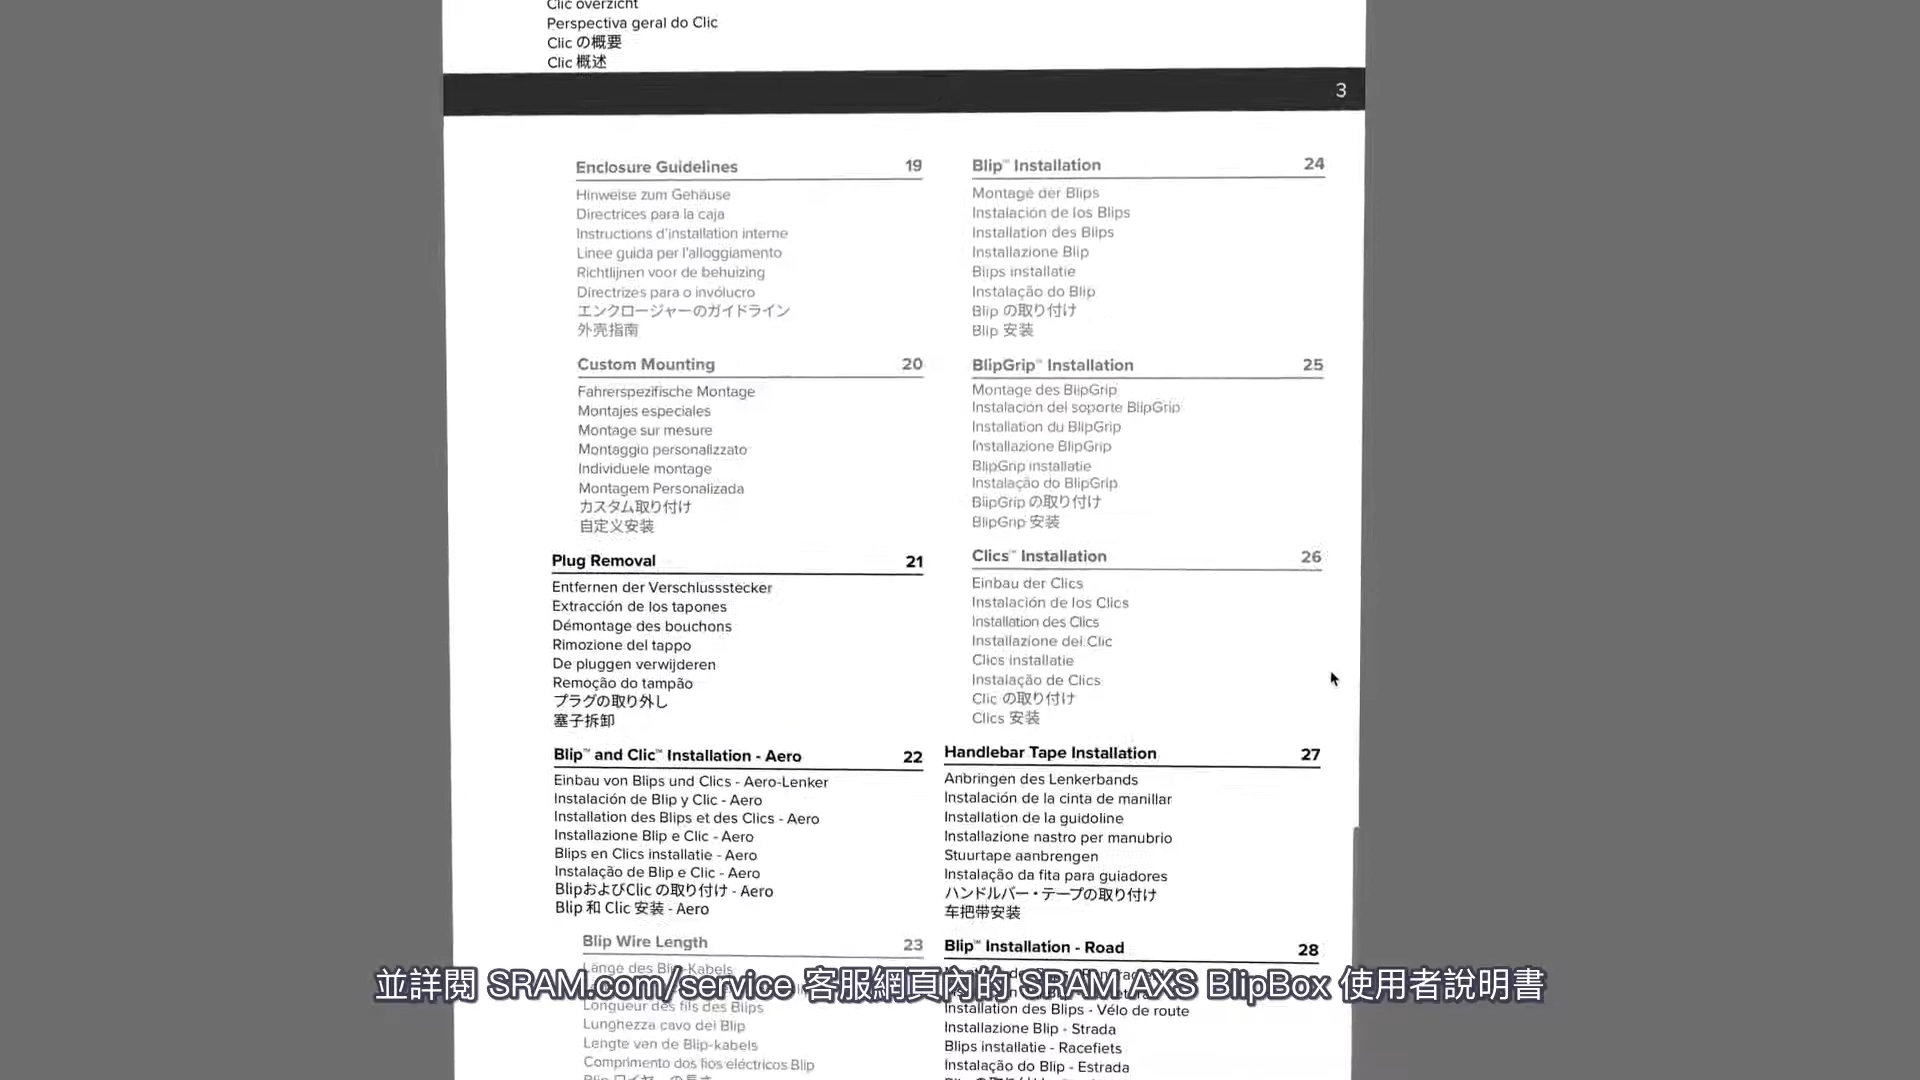 Clic overzicht
Perspectiva geral do Clic
Clic の概要
Clic 概述
3
Enclosure Guidelines 19
Hinweise zum Gehäuse
Directrices para la caja
Instructions d'installation interne
Linee guida per l'alloggiamento
Richtlijnen voor de behuizing
Directrizes para o invólucro
エンクロージャーのガイドライン
外壳指南
Custom Mounting 20
Fahrerspezifische Montage
Montajes especiales
Montage sur mesure
Montaggio personalizzato
Individuele montage
Montagem Personalizada
カスタム取り付け
自定义安装
Plug Removal 21
Entfernen der Verschlussstecker
Extracción de los tapones
Démontage des bouchons
Rimozione del tappo
De pluggen verwijderen
Remoção do tampão
プラグの取り外し
塞子拆卸
Blip™ and Clic™ Installation - Aero 22
Einbau von Blips und Clics - Aero-Lenker
Instalación de Blip y Clic - Aero
Installation des Blips et des Clics - Aero
Installazione Blip e Clic - Aero
Blips en Clics installatie - Aero
Instalação de Blip e Clic - Aero
BlipおよびClic の取り付け - Aero
Blip 和 Clic 安装 - Aero
Blip Wire Length 23
Länge des Blip-Kabels
Longueur des fils des Blips
Lunghezza cavo dei Blip
Lengte van de Blip-kabels
Comprimento dos fios eléctricos Blip
Blip ワイヤーの長さ
Blip™ Installation 24
Montage der Blips
Instalación de los Blips
Installation des Blips
Installazione Blip
Blips installatie
Instalação do Blip
Blip の取り付け
Blip 安装
BlipGrip™ Installation 25
Montage des BlipGrip
Instalación del soporte BlipGrip
Installation du BlipGrip
Installazione BlipGrip
BlipGrip installatie
Instalação do BlipGrip
BlipGrip の取り付け
BlipGrip 安装
Clics™ Installation 26
Einbau der Clics
Instalación de los Clics
Installation des Clics
Installazione dei Clic
Clics installatie
Instalação de Clics
Clic の取り付け
Clics 安装
Handlebar Tape Installation 27
Anbringen des Lenkerbands
Instalación de la cinta de manillar
Installation de la guidoline
Installazione nastro per manubrio
Stuurtape aanbrengen
Instalação da fita para guiadores
ハンドルバー・テープの取り付け
车把带安装
Blip™ Installation - Road 28
Installation des Blips - Vélo de route
Installazione Blip - Strada
Blips installatie - Racefiets
Instalação do Blip - Estrada
並詳閱 SRAM.com/service 客服網頁內的 SRAM AXS BlipBox 使用者說明書